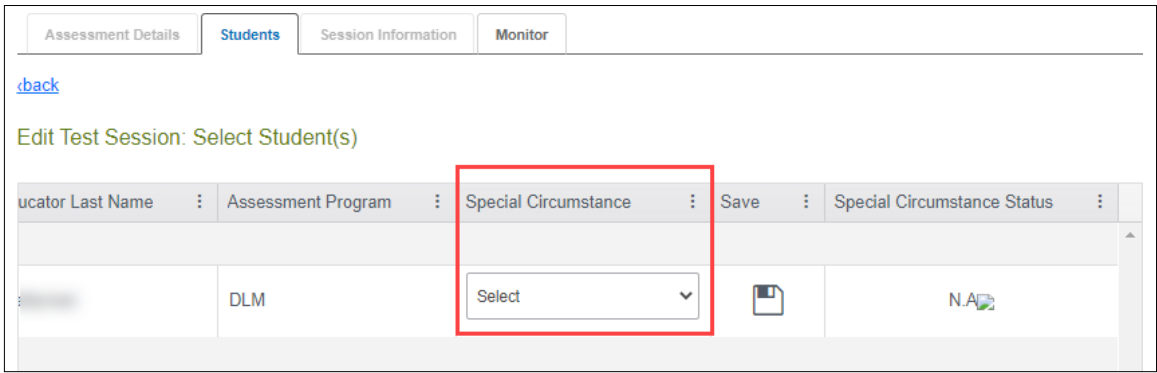 Assessment Details Students Session Information Monitor
‹back
Edit Test Session: Select Student(s)
ucator Last Name Assessment Program Special Circumstance Save Special Circumstance Status
DLM Select N.A